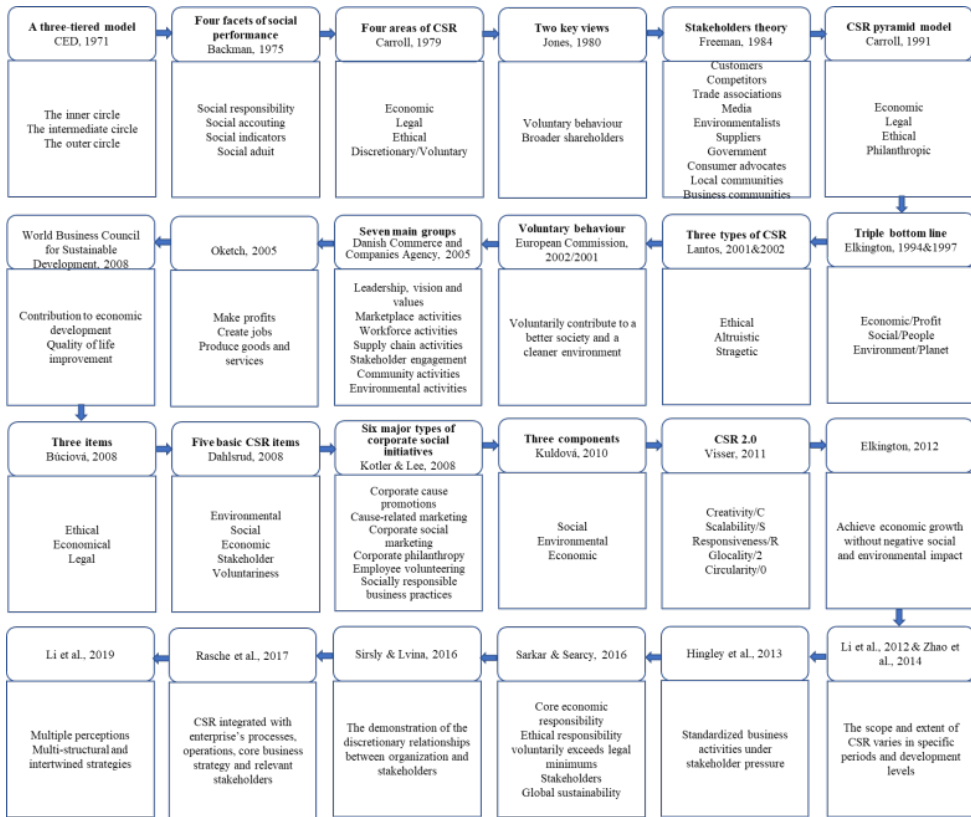 A three-tiered model
CED, 1971
The inner circle
The intermediate circle
The outer circle
Four facets of social
performance
Backman, 1975
Social responsibility
Social accouting
Social indicators
Social aduit
Four areas of CSR
Carroll, 1979
Economic
Legal
Ethical
Discretionary/Voluntary
Two key views
Jones, 1980
Voluntary behaviour
Broader shareholders
Stakeholders theory
Freeman, 1984
Customers
Competitors
Trade associations
Media
Environmentalists
Suppliers
Government
Consumer advocates
Local communities
Business communities
CSR pyramid model
Carroll, 1991
Economic
Legal
Ethical
Philanthropic
Triple bottom line
Elkington, 1994&1997
Economic/Profit
Social/People
Environment/Planet
Three types of CSR
Lantos, 2001&2002
Ethical
Altruistic
Stragetic
Voluntary behaviour
European Commission,
2002/2001
Voluntarily contribute to a
better society and a
cleaner environment
Seven main groups
Danish Commerce and
Companies Agency, 2005
Leadership, vision and
values
Marketplace activities
Workforce activities
Supply chain activities
Stakeholder engagement
Community activities
Environmental activities
Oketch, 2005
Make profits
Create jobs
Produce goods and
services
World Business Council
for Sustainable
Development, 2008
Contribution to economic
development
Quality of life
improvement
Three items
Búciová, 2008
Ethical
Economical
Legal
Five basic CSR items
Dahlsrud, 2008
Environmental
Social
Economic
Stakeholder
Voluntariness
Six major types of
corporate social
initiatives
Kotler & Lee, 2008
Corporate cause
promotions
Cause-related marketing
Corporate social
marketing
Corporate philanthropy
Employee volunteering
Socially responsible
business practices
Three components
Kuldová, 2010
Social
Environmental
Economic
CSR 2.0
Visser, 2011
Creativity/C
Scalability/S
Responsiveness/R
Glocality/2
Circularity/0
Elkington, 2012
Achieve economic growth
without negative social
and environmental impact
Li et al., 2012 & Zhao et
al., 2014
The scope and extent of
CSR varies in specific
periods and development
levels
Hingley et al., 2013
Standardized business
activities under
stakeholder pressure
Sarkar & Searcy, 2016
Core economic
responsibility
Ethical responsibility
voluntarily exceeds legal
minimums
Stakeholders
Global sustainability
Sirsly & Lvina, 2016
The demonstration of the
discretionary relationships
between organization and
stakeholders
Rasche et al., 2017
CSR integrated with
enterprise's processes,
operations, core business
strategy and relevant
stakeholders
Li et al., 2019
Multiple perceptions
Multi-structural and
intertwined strategies